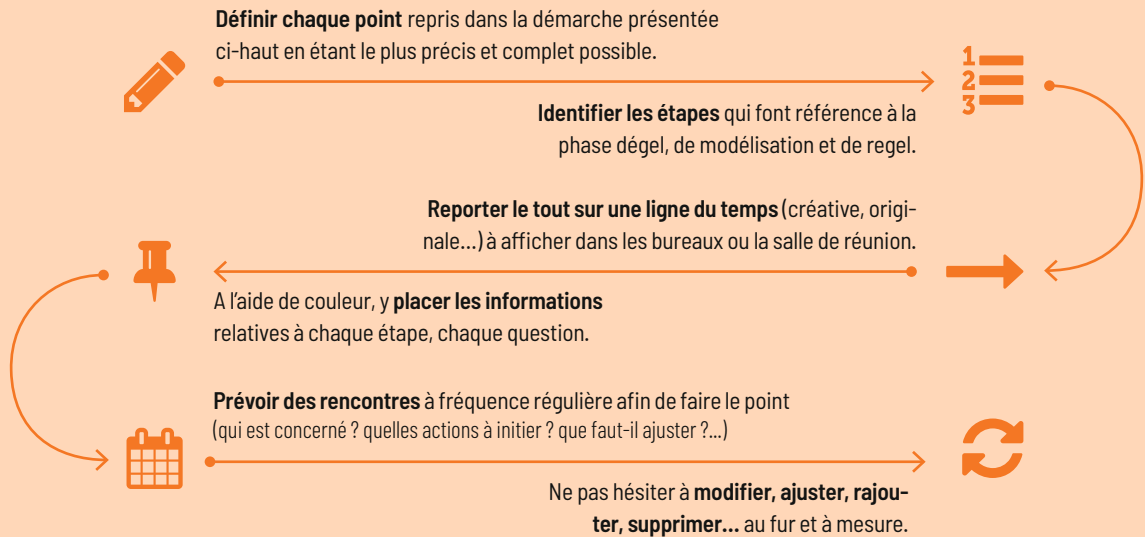 Définir chaque point repris dans la démarche présentée
ci-haut en étant le plus précis et complet possible.
1
2
3
Identifier les étapes qui font référence à la
phase dégel, de modélisation et de regel.
Reporter le tout sur une ligne du temps (créative, origi-
nale...) à afficher dans les bureaux ou la salle de réunion.
A l'aide de couleur, y placer les informations
relatives à chaque étape, chaque question.
Prévoir des rencontres à fréquence régulière afin de faire le point
(qui est concerné ? quelles actions à initier ? que faut-il ajuster ?...)
Ne pas hésiter à modifier, ajuster, rajou-
ter, supprimer... au fur et à mesure.